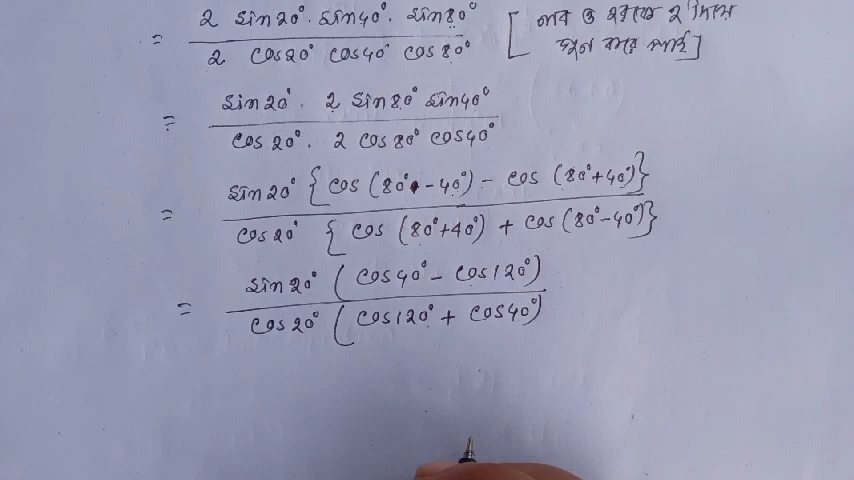 = 2 sin20°. sin40°. sin80° / 2 cos20° cos40° cos80° [লব ও হরকে 2 দিয়ে গুন করে পাই]
= sin20°. 2 sin80° sin40° / cos20°. 2 cos80° cos40°
= sin20° {cos (80°-40°) - cos (80°+40°)} / cos20° {cos (80°+40°) + cos (80°-40°)}
= sin20° (cos40° - cos120°) / cos20° (cos120° + cos40°)